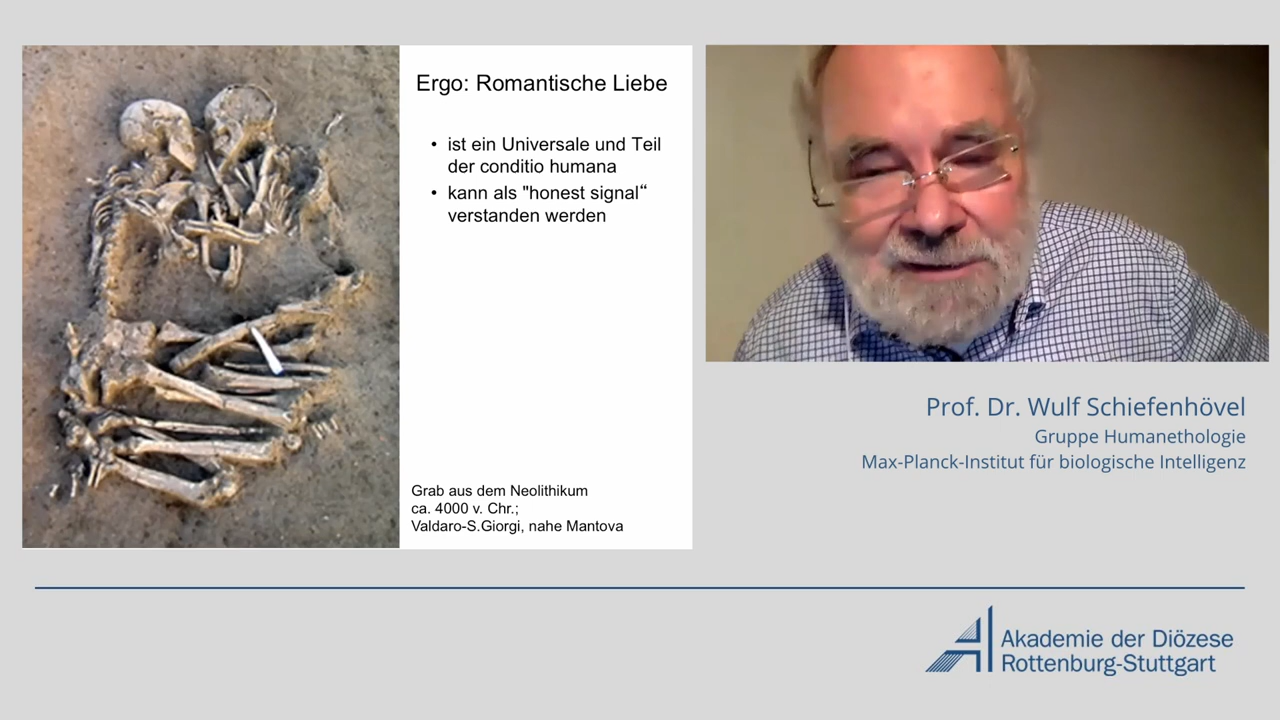 Ergo: Romantische Liebe
• ist ein Universale und Teil
der conditio humana
• kann als "honest signal“
verstanden werden
Grab aus dem Neolithikum
ca. 4000 v. Chr.;
Valdaro-S.Giorgi, nahe Mantova
Prof. Dr. Wulf Schiefenhövel
Gruppe Humanethologie
Max-Planck-Institut für biologische Intelligenz
Akademie der Diözese
Rottenburg-Stuttgart